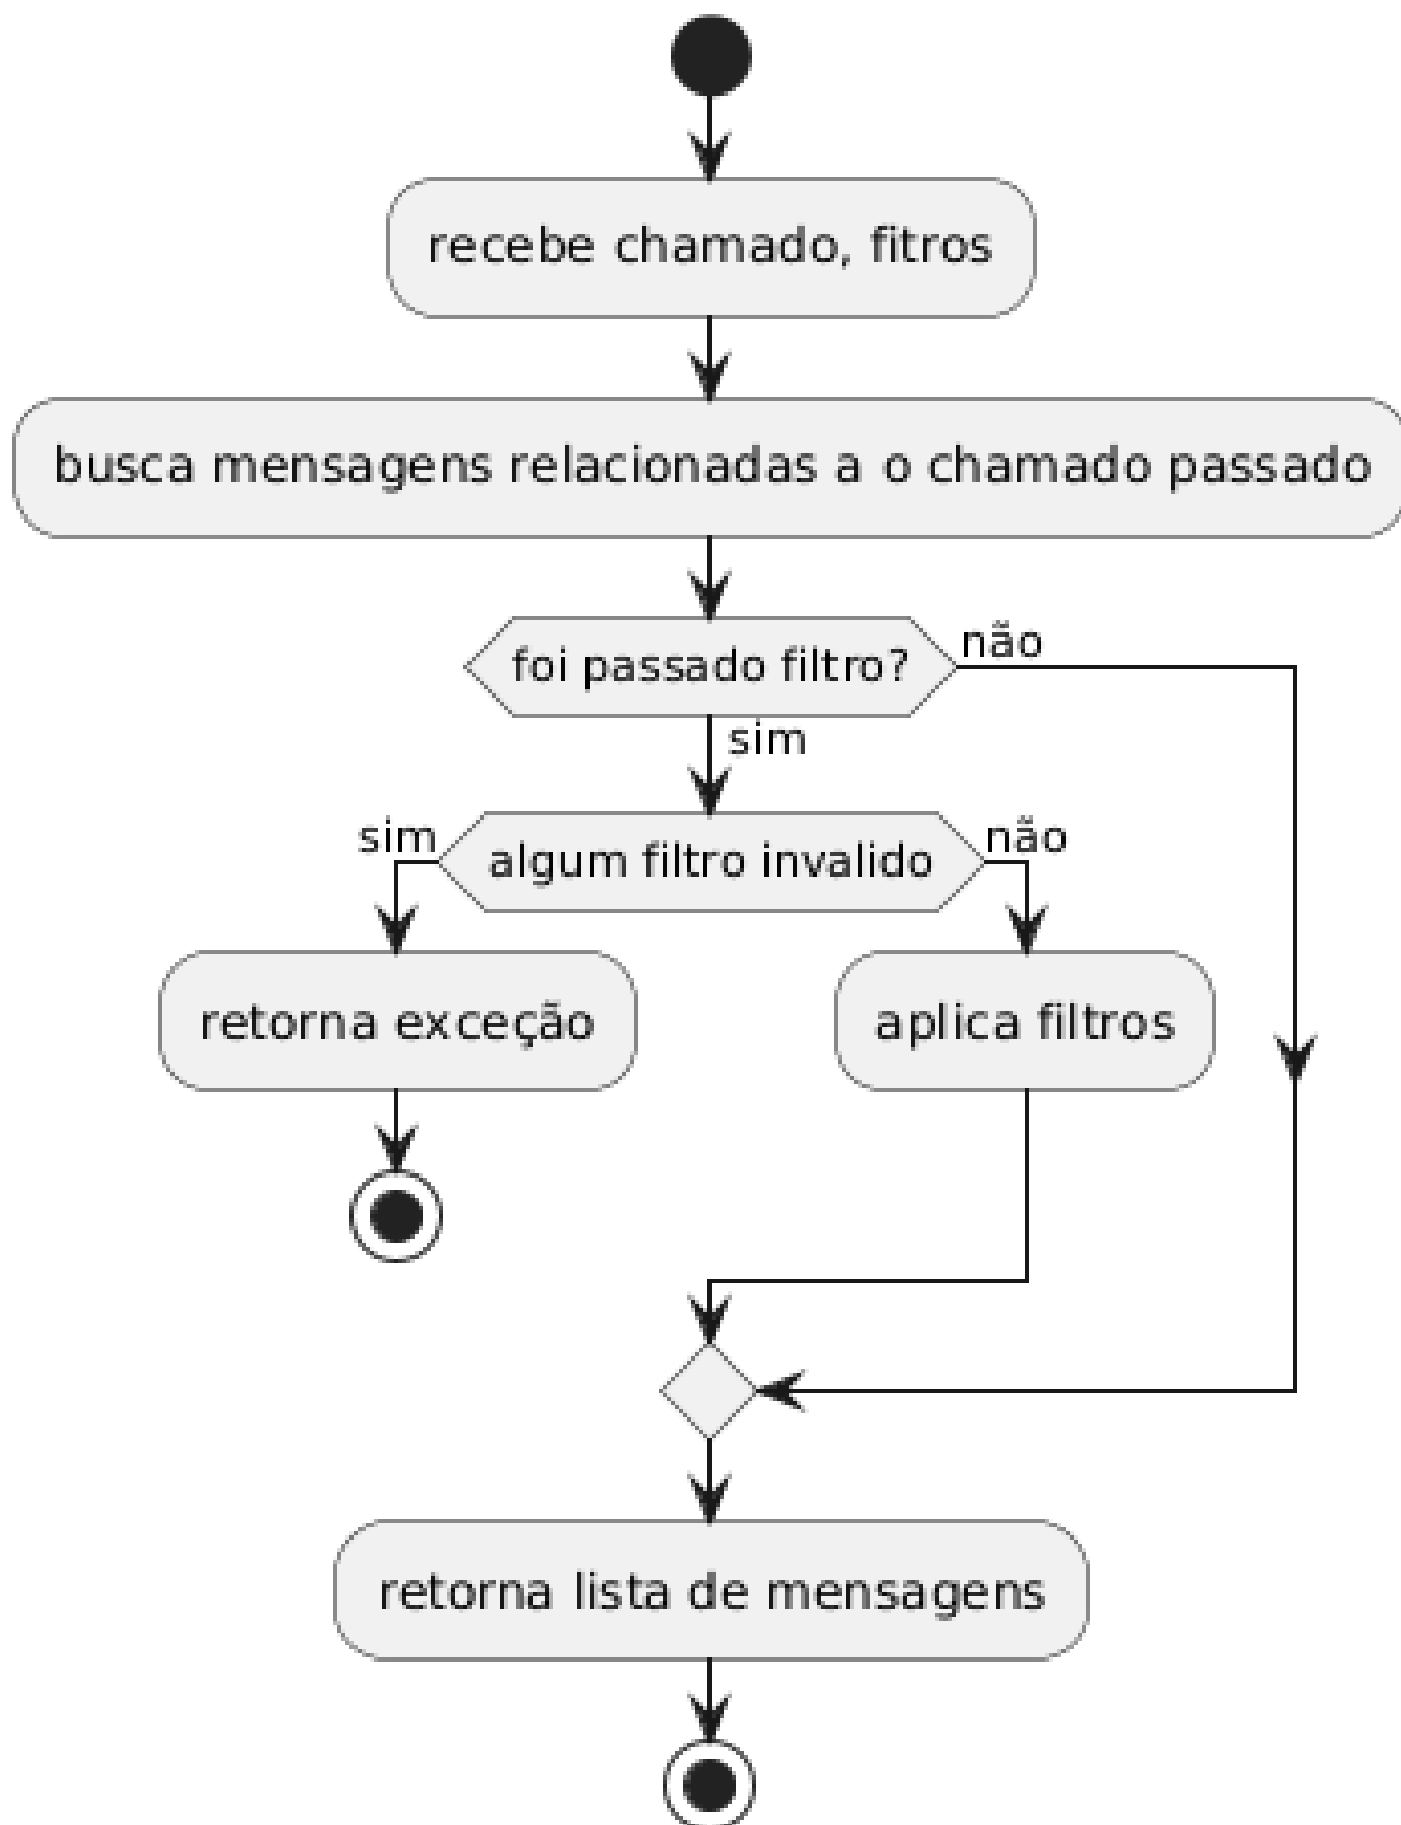 recebe chamado, fitros
busca mensagens relacionadas a o chamado passado
foi passado filtro?
não
sim
sim
algum filtro invalido
não
retorna exceção
aplica filtros
retorna lista de mensagens